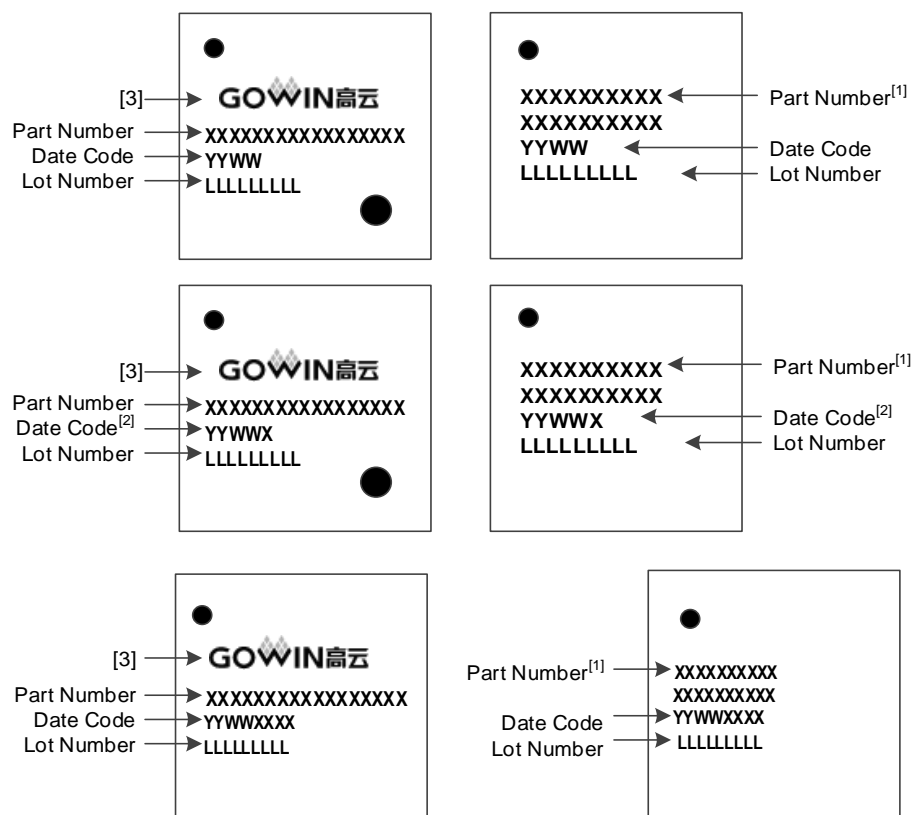 [3]
GOWIN高云
Part Number
XXXXXXXXXXXXXXXXX
Date Code
YYWW
Lot Number
LLLLLLLLL
XXXXXXXXXX
Part Number[1]
XXXXXXXXXX
YYWW
Date Code
LLLLLLLLL
Lot Number
[3]
GOWIN高云
Part Number
XXXXXXXXXXXXXXXXX
Date Code[2]
YYWWX
Lot Number
LLLLLLLLL
XXXXXXXXXX
Part Number[1]
XXXXXXXXXX
YYWWX
Date Code[2]
LLLLLLLLL
Lot Number
[3]
GOWIN高云
Part Number
XXXXXXXXXXXXXXXXX
Date Code
YYWWXXXX
Lot Number
LLLLLLLLL
Part Number[1]
XXXXXXXXXX
XXXXXXXXXX
Date Code
YYWWXXXX
Lot Number
LLLLLLLLL